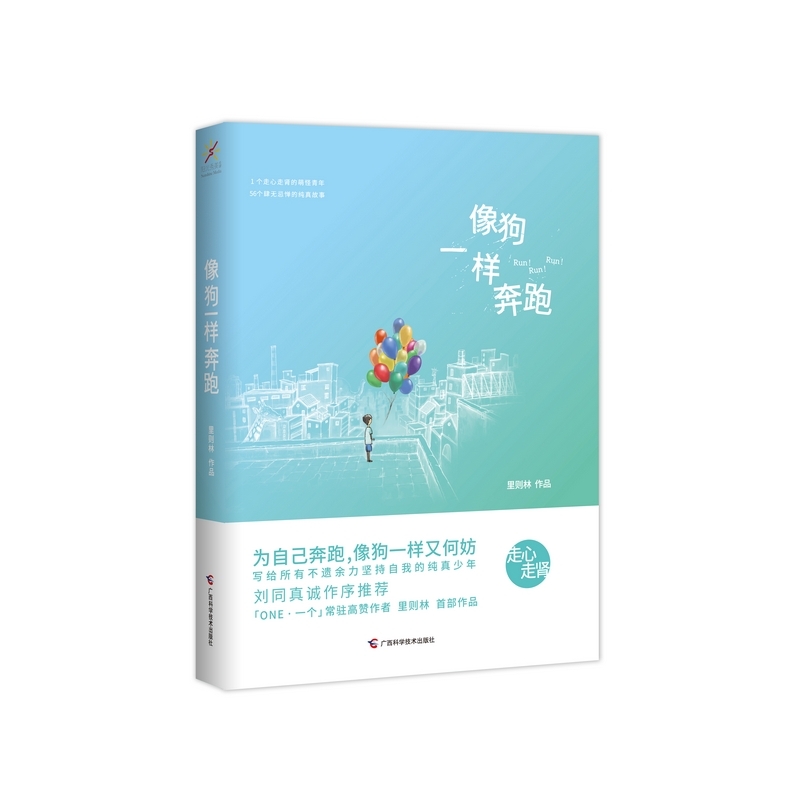 1个走心走肾的精怪青年
56个肆无忌惮的纯真故事
像狗
一样
奔跑
Run!
Run!
Run!
里则林 作品
为自己奔跑,像狗一样又何妨
写给所有不遗余力坚持自我的纯真少年
刘同真诚作序推荐
「ONE·一个」常驻高赞作者 里则林 首部作品
走心
走肾
广西科学技术出版社
像狗一样奔跑
里则林 作品
广西科学技术出版社